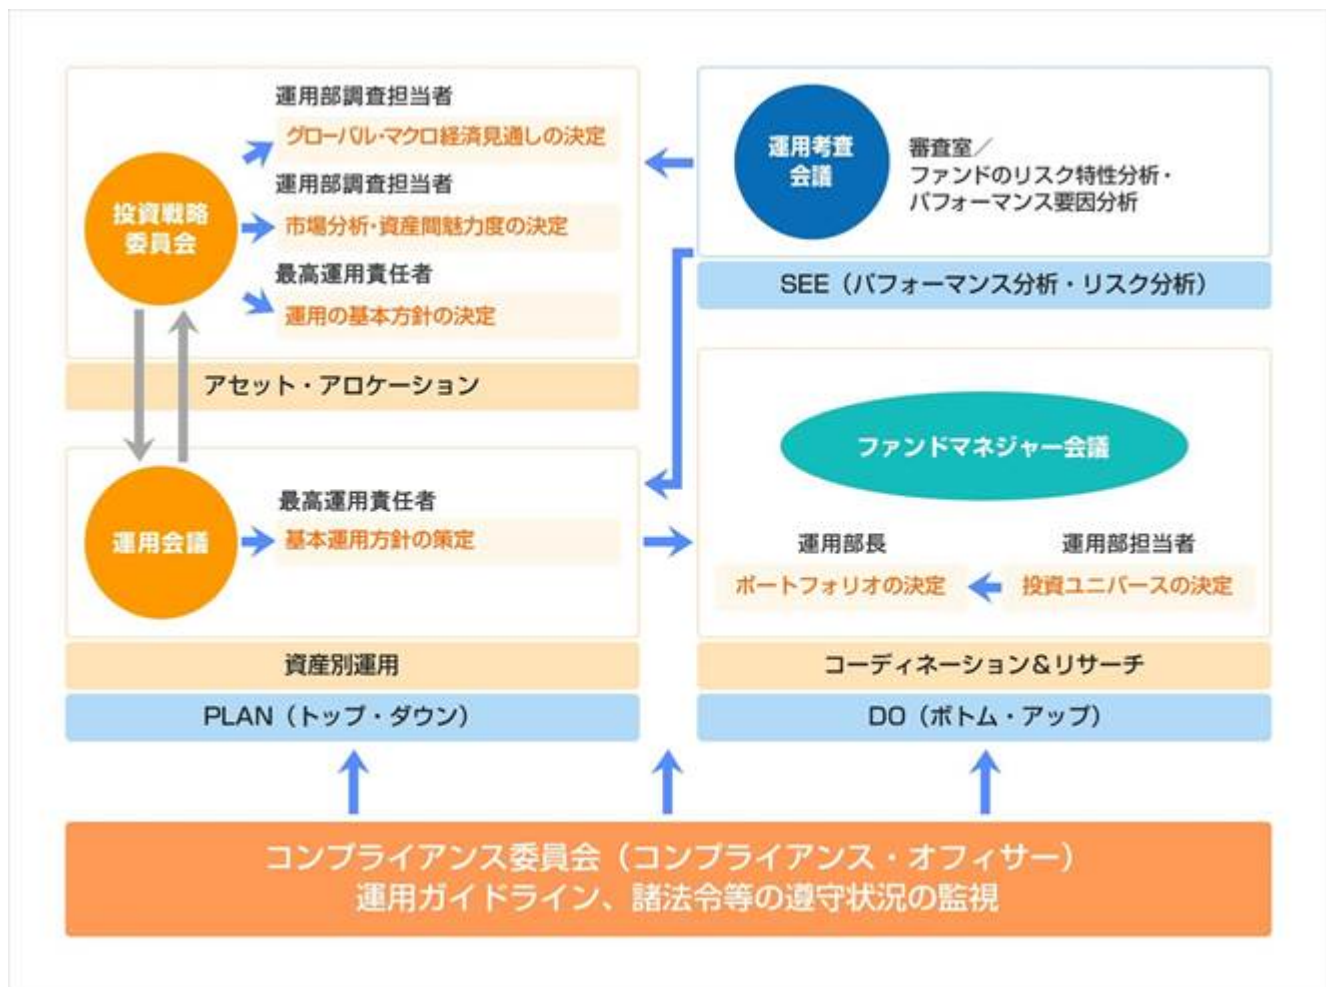 運用部調査担当者
グローバル・マクロ経済見通しの決定
運用部調査担当者
市場分析・資産間魅力度の決定
最高運用責任者
運用の基本方針の決定
投資戦略
委員会
アセット・アロケーション
運用考査
会議
審査室／
ファンドのリスク特性分析・
パフォーマンス要因分析
SEE（パフォーマンス分析・リスク分析）
運用会議
最高運用責任者
基本運用方針の策定
資産別運用
PLAN（トップ・ダウン）
ファンドマネジャー会議
運用部長
運用部担当者
ポートフォリオの決定
投資ユニバースの決定
コーディネーション＆リサーチ
DO（ボトム・アップ）
コンプライアンス委員会（コンプライアンス・オフィサー）
運用ガイドライン、諸法令等の遵守状況の監視